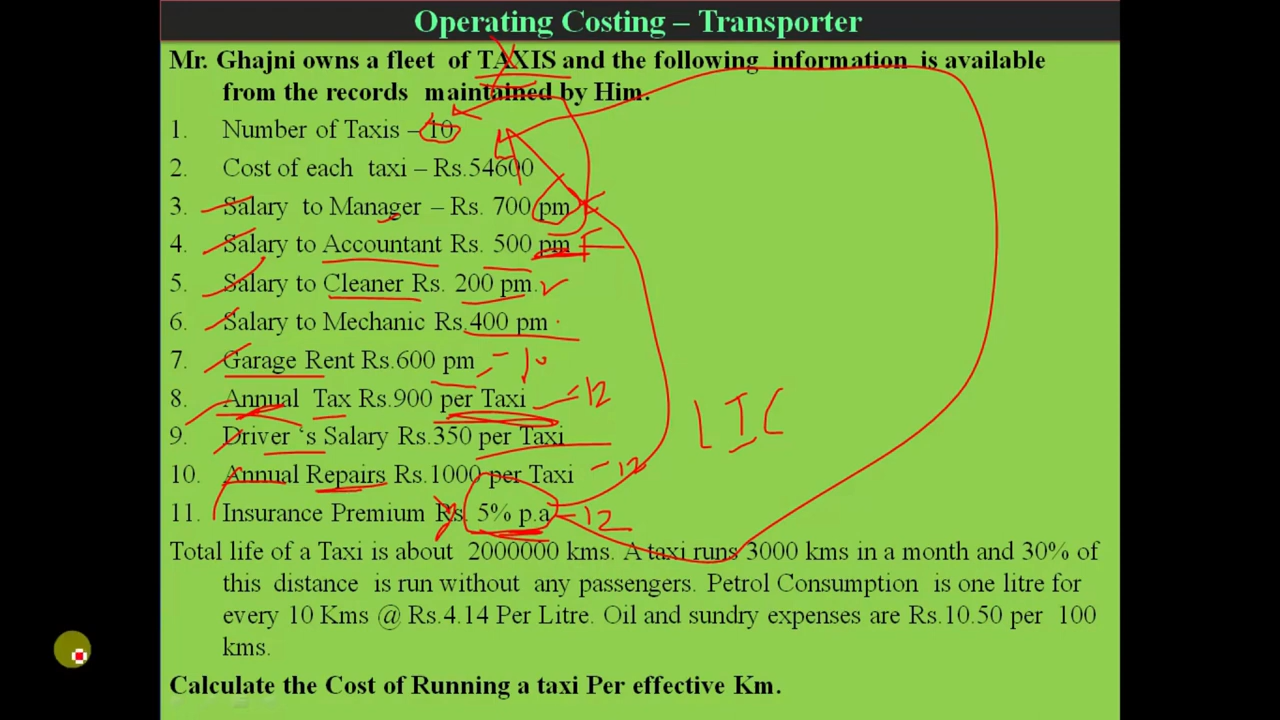 Operating Costing – Transporter
Mr. Ghajni owns a fleet of TAXIS and the following information is available
from the records maintained by Him.
1. Number of Taxis – 10
2. Cost of each taxi – Rs.54600
3. Salary to Manager – Rs. 700 pm
4. Salary to Accountant Rs. 500 pm F
5. Salary to Cleaner Rs. 200 pm.
6. Salary to Mechanic Rs.400 pm
7. Garage Rent Rs.600 pm – 10
8. Annual Tax Rs.900 per Taxi – 12
9. Driver ‘s Salary Rs.350 per Taxi
LIC
10. Annual Repairs Rs.1000 per Taxi – 12
11. Insurance Premium Rs. 5% p.a – 12
Total life of a Taxi is about 2000000 kms. A taxi runs 3000 kms in a month and 30% of
this distance is run without any passengers. Petrol Consumption is one litre for
every 10 Kms @ Rs.4.14 Per Litre. Oil and sundry expenses are Rs.10.50 per 100
kms.
Calculate the Cost of Running a taxi Per effective Km.